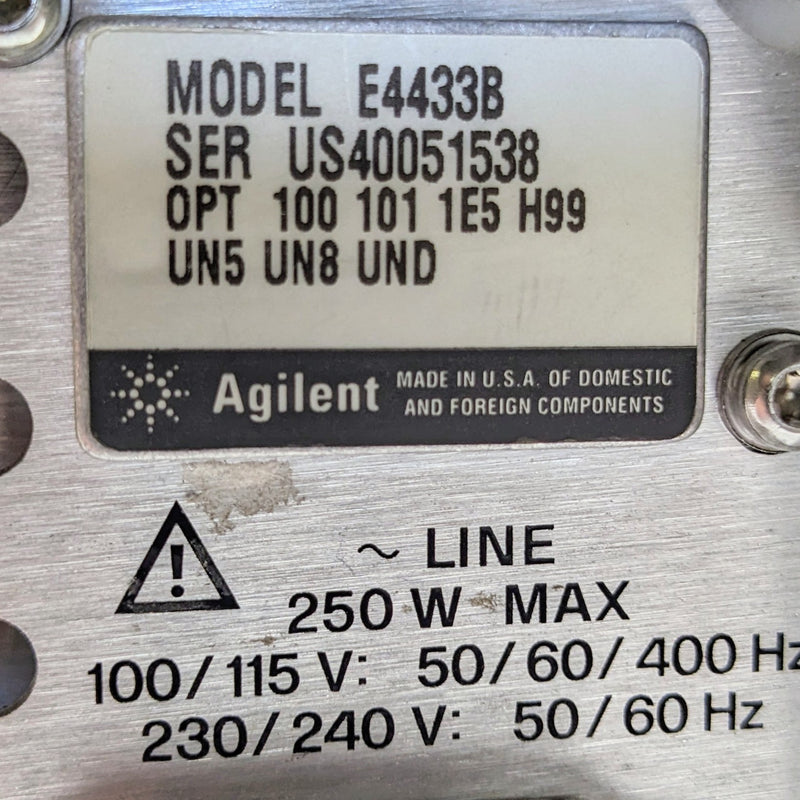 MODEL E4433B
SER US40051538
OPT 100 101 1E5 H99
UN5 UN8 UND
Agilent
MADE IN U.S.A. OF DOMESTIC
AND FOREIGN COMPONENTS
~ LINE
250 W MAX
100/115 V: 50/60/400 Hz
230/240 V: 50/60 Hz